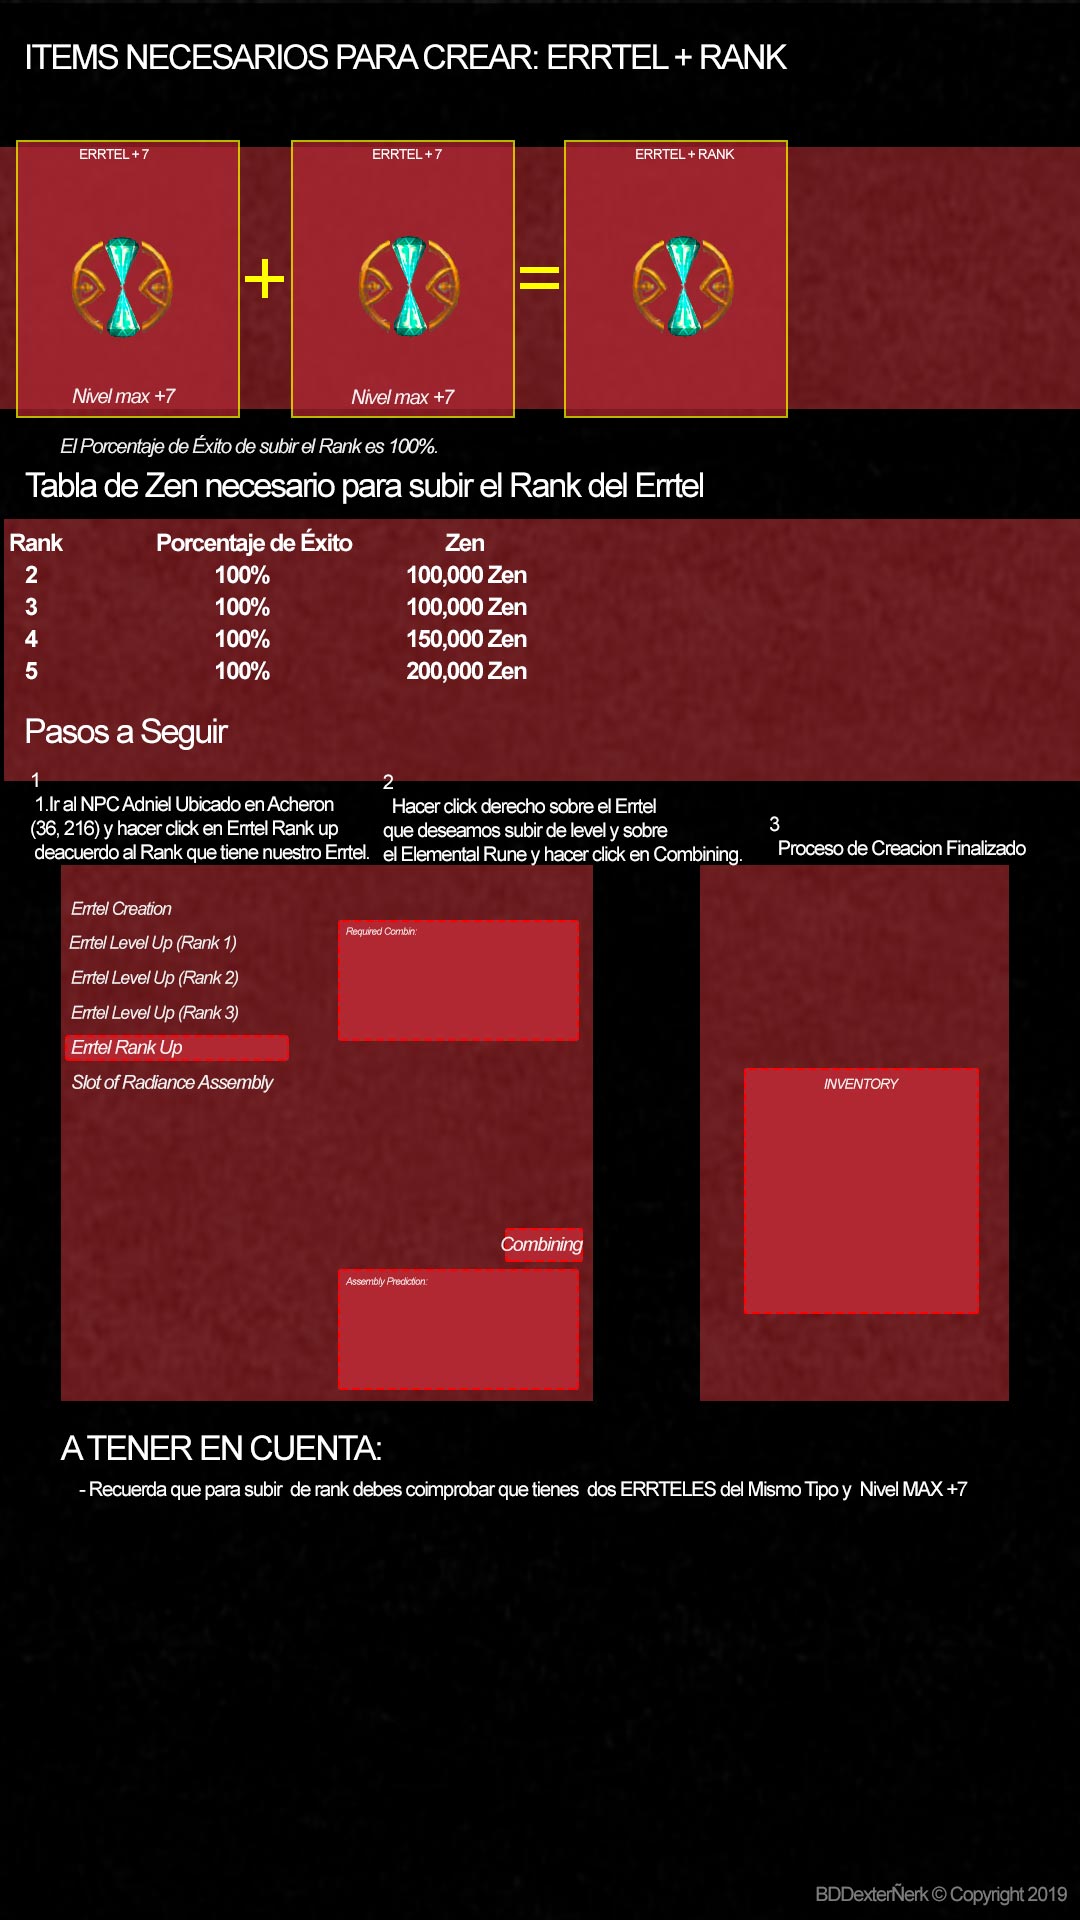 ITEMS NECESARIOS PARA CREAR: ERRTEL + RANK
ERRTEL + 7
ERRTEL + 7
ERRTEL + RANK
+
=
Nivel max +7
Nivel max +7
El Porcentaje de Éxito de subir el Rank es 100%.
Tabla de Zen necesario para subir el Rank del Errtel
Rank Porcentaje de Éxito Zen
2 100% 100,000 Zen
3 100% 100,000 Zen
4 100% 150,000 Zen
5 100% 200,000 Zen
Pasos a Seguir
1
1.Ir al NPC Adniel Ubicado en Acheron
(36, 216) y hacer click en Errtel Rank up
deacuerdo al Rank que tiene nuestro Errtel.
2
Hacer click derecho sobre el Errtel
que deseamos subir de level y sobre
el Elemental Rune y hacer click en Combining.
3
Proceso de Creacion Finalizado
Errtel Creation
Errtel Level Up (Rank 1)
Errtel Level Up (Rank 2)
Errtel Level Up (Rank 3)
Errtel Rank Up
Slot of Radiance Assembly
Required Combin:
Combining
Assembly Prediction:
INVENTORY
A TENER EN CUENTA:
- Recuerda que para subir de rank debes coimprobar que tienes dos ERRTELES del Mismo Tipo y Nivel MAX +7
BDDexterÑerk © Copyright 2019